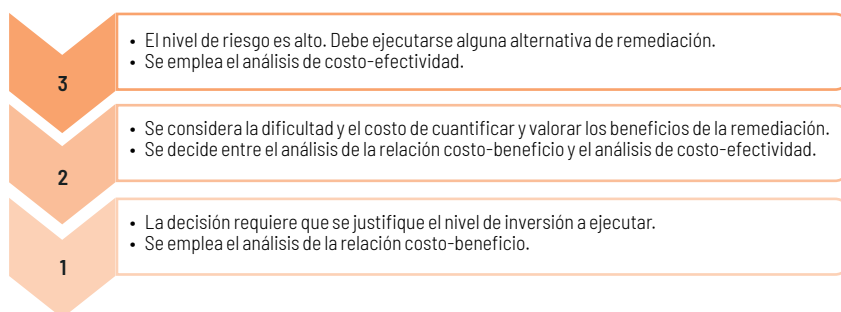 3
• El nivel de riesgo es alto. Debe ejecutarse alguna alternativa de remediación.
• Se emplea el análisis de costo-efectividad.
2
• Se considera la dificultad y el costo de cuantificar y valorar los beneficios de la remediación.
• Se decide entre el análisis de la relación costo-beneficio y el análisis de costo-efectividad.
1
• La decisión requiere que se justifique el nivel de inversión a ejecutar.
• Se emplea el análisis de la relación costo-beneficio.